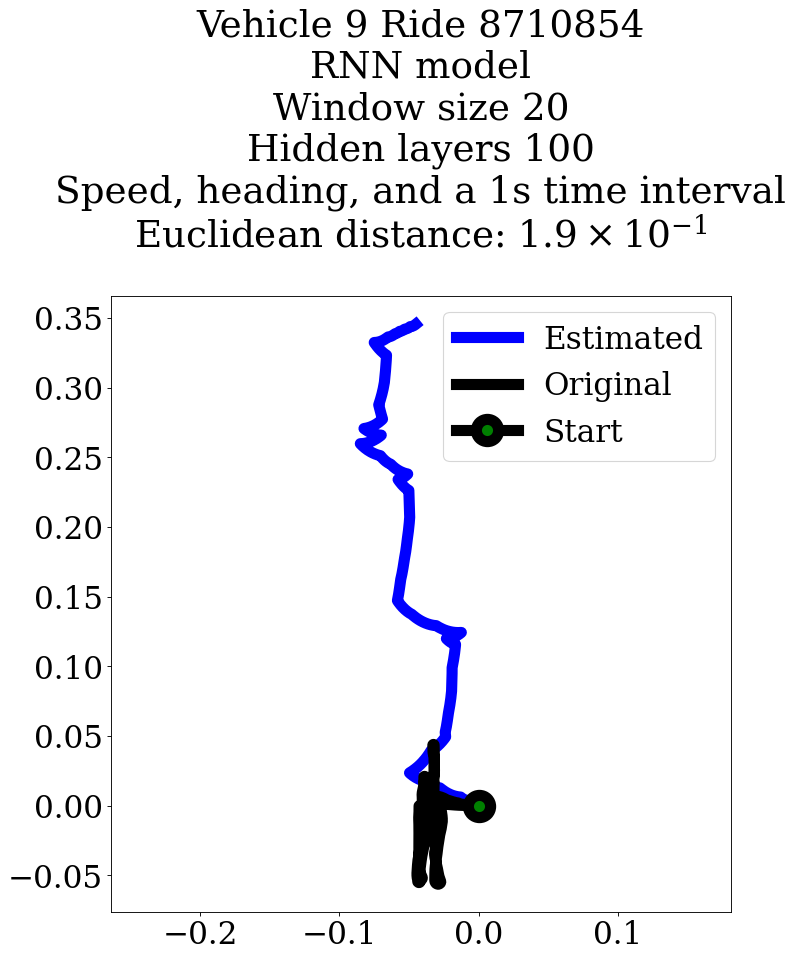 Vehicle 9 Ride 8710854
RNN model
Window size 20
Hidden layers 100
Speed, heading, and a 1s time interval
Euclidean distance: 1.9 × 10⁻¹
Estimated
Original
Start
0.35
0.30
0.25
0.20
0.15
0.10
0.05
0.00
−0.05
−0.2
−0.1
0.0
0.1